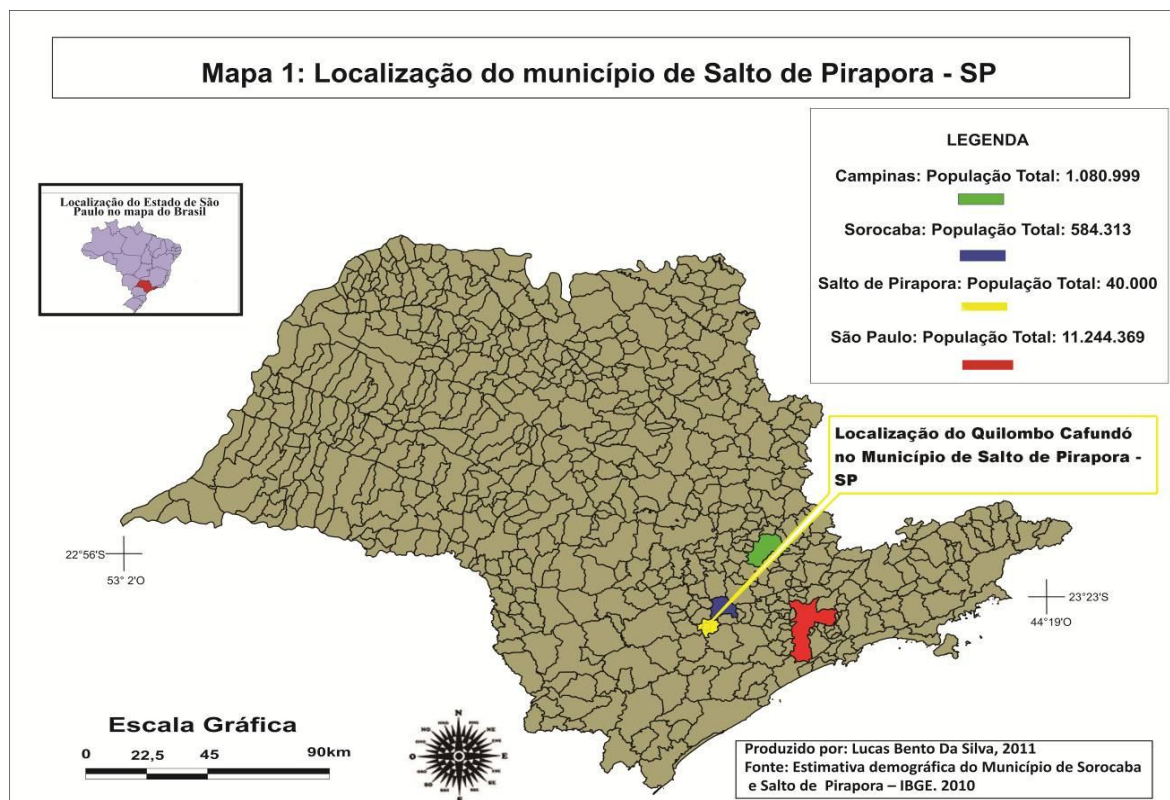 Mapa 1: Localização do município de Salto de Pirapora - SP
LEGENDA
Campinas: População Total: 1.080.999
Sorocaba: População Total: 584.313
Salto de Pirapora: População Total: 40.000
São Paulo: População Total: 11.244.369
Localização do Estado de São
Paulo no mapa do Brasil
Localização do Quilombo Cafundó
no Município de Salto de Pirapora -
SP
22°56'S
53° 2'O
23°23'S
44°19'O
Escala Gráfica
0 22,5 45 90km
N
NO
NE
O
E
SO
SE
S
Produzido por: Lucas Bento Da Silva, 2011
Fonte: Estimativa demográfica do Município de Sorocaba
e Salto de Pirapora – IBGE. 2010